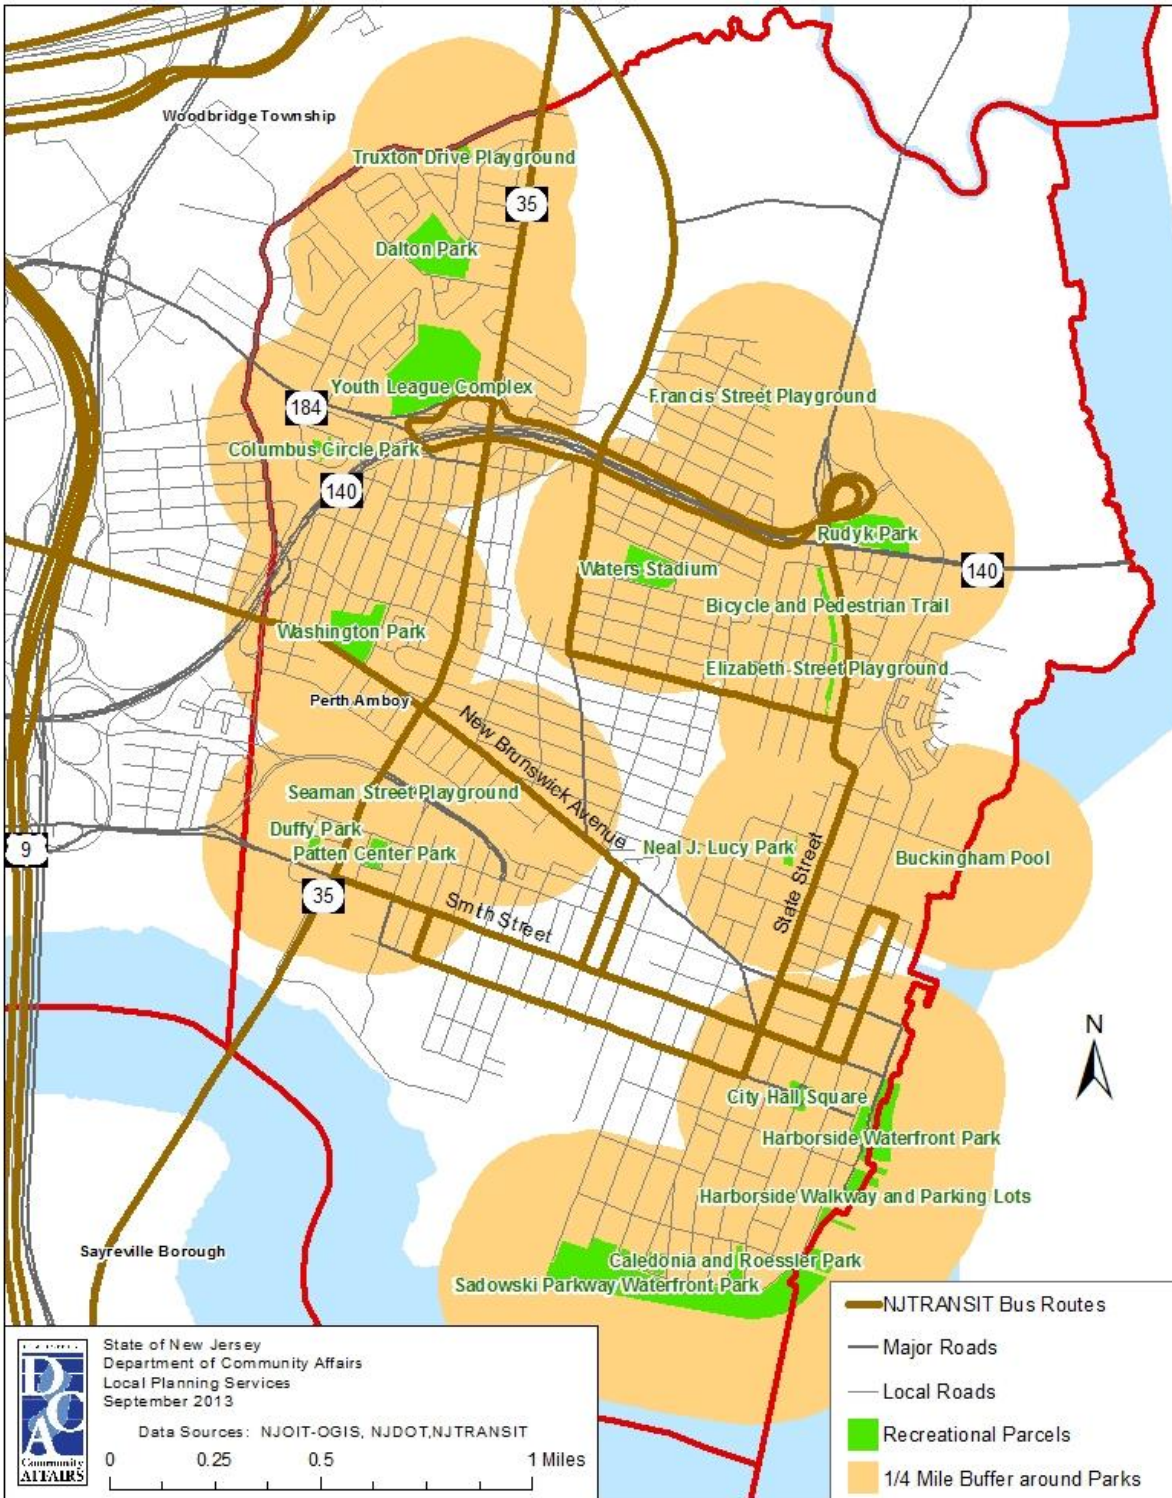 Woodbridge Township
Truxton Drive Playground
35
Dalton Park
Youth League Complex
Francis Street Playground
184
Columbus Circle Park
140
Rudyk Park
Waters Stadium
140
Bicycle and Pedestrian Trail
Washington Park
Elizabeth Street Playground
Perth Amboy
New Brunswick Avenue
Seaman Street Playground
Duffy Park
Patten Center Park
9
Neal J. Lucy Park
Buckingham Pool
State Street
35
Smith Street
N
City Hall Square
Harborside Waterfront Park
Harborside Walkway and Parking Lots
Sayreville Borough
Caledonia and Roessler Park
Sadowski Parkway Waterfront Park
NJTRANSIT Bus Routes
Major Roads
Local Roads
Recreational Parcels
1/4 Mile Buffer around Parks
DCA
Community
AFFAIRS
State of New Jersey
Department of Community Affairs
Local Planning Services
September 2013
Data Sources: NJOIT-OGIS, NJDOT,NJTRANSIT
0 0.25 0.5 1 Miles